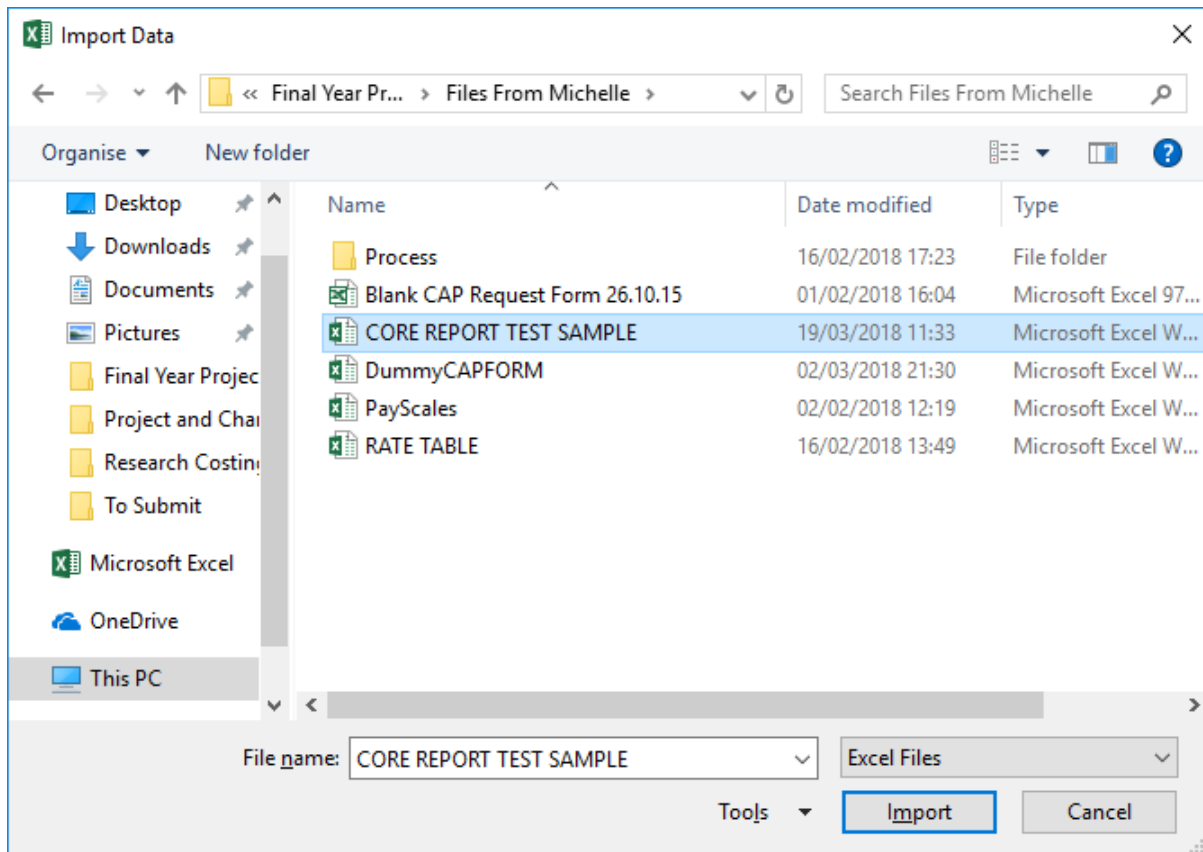 Import Data
« Final Year Pr... › Files From Michelle ›
Search Files From Michelle
Organise
New folder
Desktop
Downloads
Documents
Pictures
Final Year Projec
Project and Char
Research Costing
To Submit
Microsoft Excel
OneDrive
This PC
Name Date modified Type
Process 16/02/2018 17:23 File folder
Blank CAP Request Form 26.10.15 01/02/2018 16:04 Microsoft Excel 97...
CORE REPORT TEST SAMPLE 19/03/2018 11:33 Microsoft Excel W...
DummyCAPFORM 02/03/2018 21:30 Microsoft Excel W...
PayScales 02/02/2018 12:19 Microsoft Excel W...
RATE TABLE 16/02/2018 13:49 Microsoft Excel W...
File name: CORE REPORT TEST SAMPLE Excel Files
Tools Import Cancel